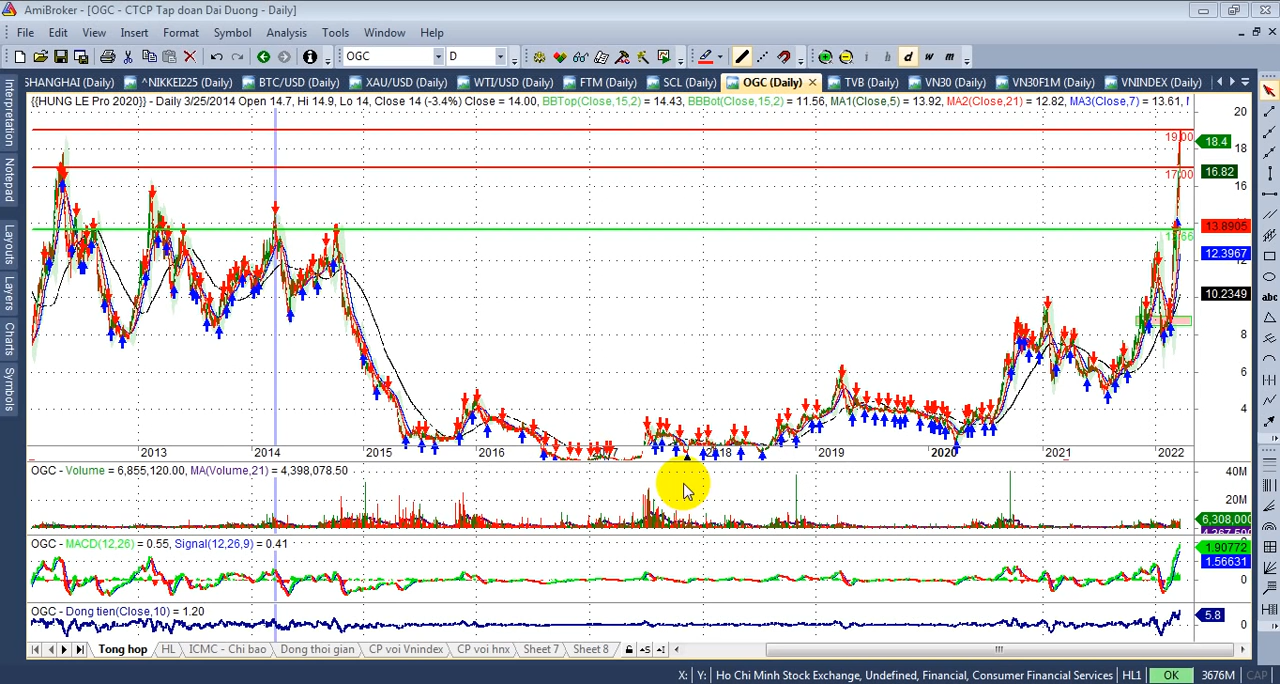 AmiBroker - [OGC - CTCP Tap doan Dai Duong - Daily]
File Edit View Insert Format Symbol Analysis Tools Window Help
OGC D i h d w m
SHANGHAI (Daily) ^NIKKEI225 (Daily) BTC/USD (Daily) XAU/USD (Daily) WTI/USD (Daily) FTM (Daily) SCL (Daily) OGC (Daily) TVB (Daily) VN30 (Daily) VN30F1M (Daily) VNINDEX (Daily)
{{HUNG LE Pro 2020}} - Daily 3/25/2014 Open 14.7, Hi 14.9, Lo 14, Close 14 (-3.4%) Close = 14.00, BBTop(Close,15,2) = 14.43, BBBot(Close,15,2) = 11.56, MA1(Close,5) = 13.92, MA2(Close,21) = 12.82, MA3(Close,7) = 13.61,
Interpretation
Notepad
Layouts
Layers
Charts
Symbols
abc
20
19.00
18.4
18
17.00
16.82
16
13.8905
12.3967
12
10.2349
8
6
4
2013 2014 2015 2016 2017 2018 2019 2020 2021 2022
OGC - Volume = 6,855,120.00, MA(Volume,21) = 4,398,078.50
40M
20M
6,308,000
OGC - MACD(12,26) = 0.55, Signal(12,26,9) = 0.41
1.90772
1.56631
0
OGC - Dong tien(Close,10) = 1.20
5.8
0
Tong hop HL ICMC - Chi bao Dong thoi gian CP voi Vnindex CP voi hnx Sheet 7 Sheet 8
X: Y: Ho Chi Minh Stock Exchange, Undefined, Financial, Consumer Financial Services HL1 OK 3676M CAP